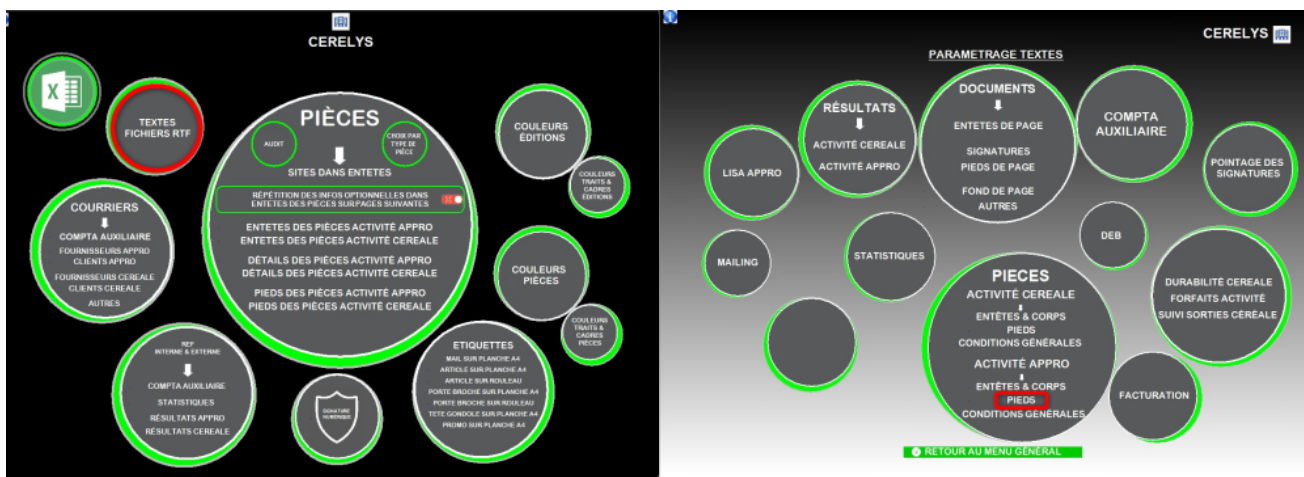 CERELYS
X
TEXTES
FICHIERS RTF
PIÈCES
AUDIT
CHOIX PAR
TYPE DE
PIÈCE
SITES DANS ENTETES
RÉPÉTITION DES INFOS OPTIONNELLES DANS
ENTETES DES PIÈCES SUR PAGES SUIVANTES
ENTETES DES PIÈCES ACTIVITÉ APPRO
ENTETES DES PIÈCES ACTIVITÉ CEREALE
DÉTAILS DES PIÈCES ACTIVITÉ APPRO
DÉTAILS DES PIÈCES ACTIVITÉ CEREALE
PIEDS DES PIÈCES ACTIVITÉ APPRO
PIEDS DES PIÈCES ACTIVITÉ CEREALE
COULEURS
ÉDITIONS
COULEURS
TRAITS &
CADRES
ÉDITIONS
COURRIERS
COMPTA AUXILIAIRE
FOURNISSEURS APPRO
CLIENTS APPRO
FOURNISSEURS CEREALE
CLIENTS CEREALE
AUTRES
COULEURS
PIÈCES
COULEURS
TRAITS &
CADRES
PIÈCES
REF
INTERNE & EXTERNE
COMPTA AUXILIAIRE
STATISTIQUES
RÉSULTATS APPRO
RÉSULTATS CEREALE
SIGNATURE
NUMÉRIQUE
ETIQUETTES
MAIL SUR PLANCHE A4
ARTICLE SUR PLANCHE A4
ARTICLE SUR ROULEAU
PORTE BROCHE SUR PLANCHE A4
PORTE BROCHE SUR ROULEAU
TETE GONDOLE SUR PLANCHE A4
PROMO SUR PLANCHE A4
CERELYS
PARAMETRAGE TEXTES
LISA APPRO
RÉSULTATS
ACTIVITÉ CEREALE
ACTIVITÉ APPRO
DOCUMENTS
ENTETES DE PAGE
SIGNATURES
PIEDS DE PAGE
FOND DE PAGE
AUTRES
COMPTA
AUXILIAIRE
POINTAGE DES
SIGNATURES
MAILING
STATISTIQUES
DEB
PIECES
ACTIVITÉ CEREALE
ENTÊTES & CORPS
PIEDS
CONDITIONS GÉNÉRALES
ACTIVITÉ APPRO
ENTÊTES & CORPS
PIEDS
CONDITIONS GÉNÉRALES
DURABILITÉ CEREALE
FORFAITS ACTIVITÉ
SUIVI SORTIES CÉRÉALE
FACTURATION
RETOUR AU MENU GÉNÉRAL